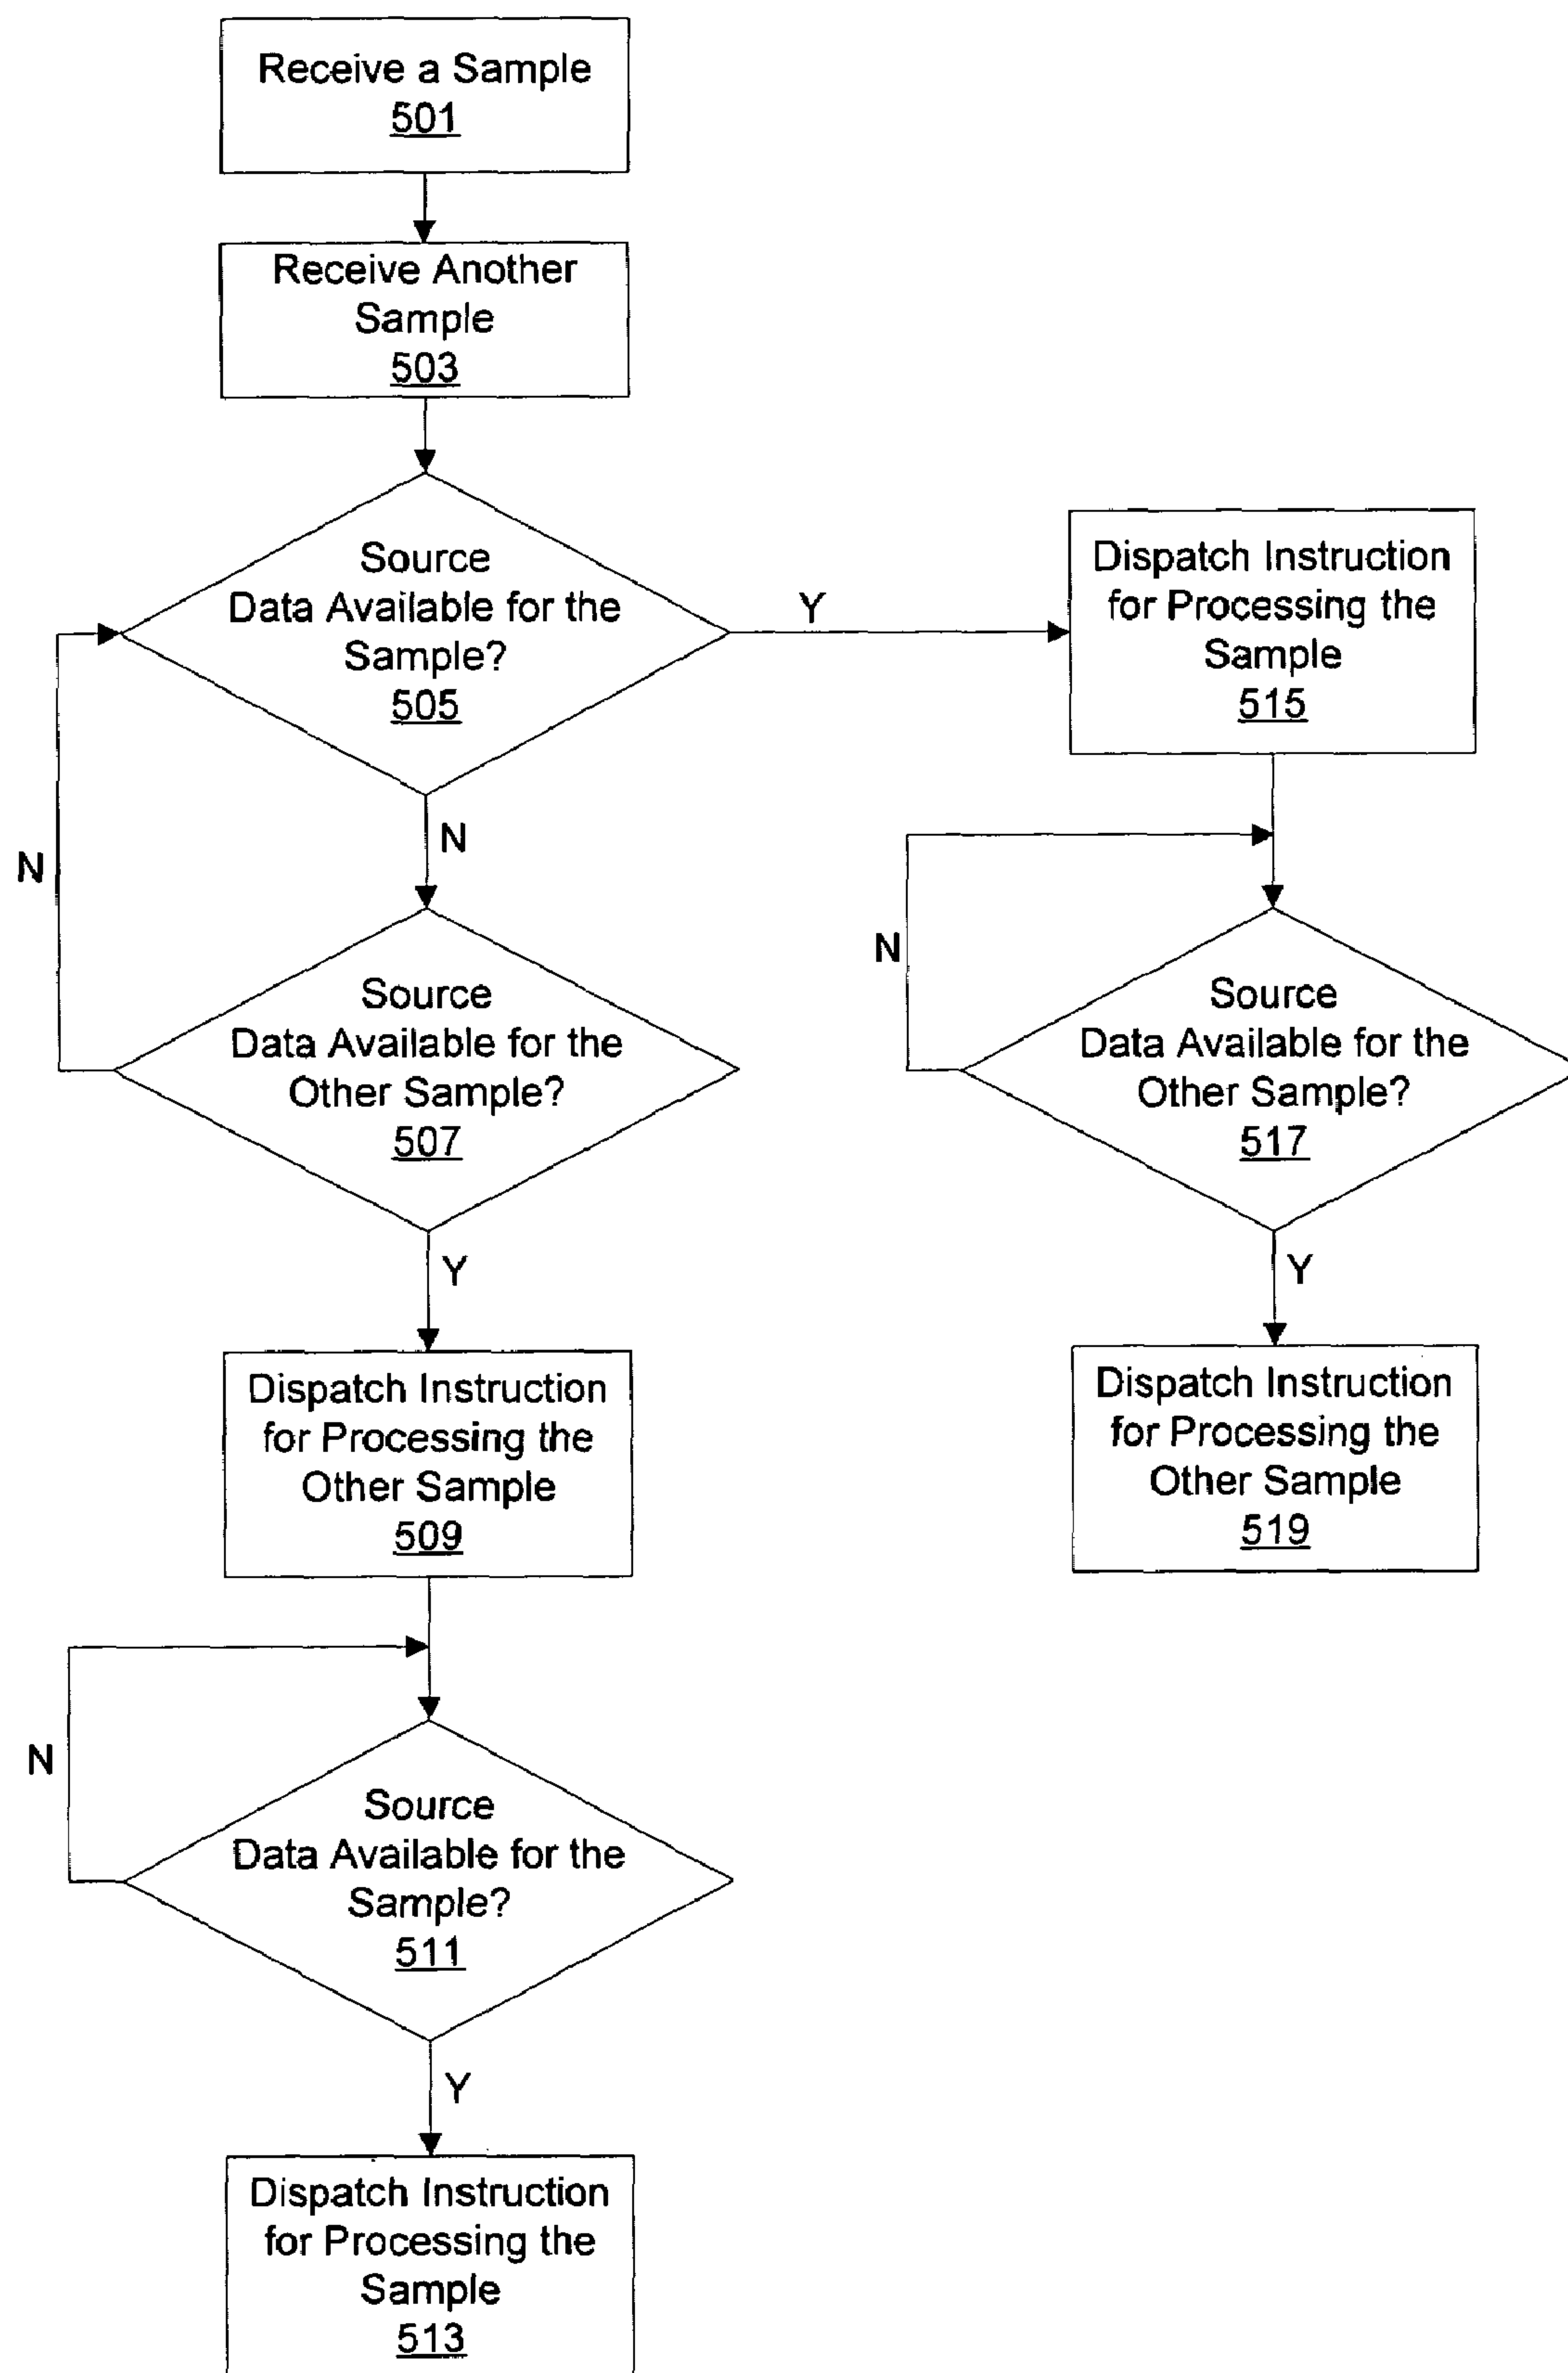 Receive a Sample
501
Receive Another
Sample
503
Source
Data Available for the
Sample?
505
Y
Dispatch Instruction
for Processing the
Sample
515
N
N
Source
Data Available for the
Other Sample?
507
N
Source
Data Available for the
Other Sample?
517
Y
Y
Dispatch Instruction
for Processing the
Other Sample
509
Dispatch Instruction
for Processing the
Other Sample
519
N
Source
Data Available for the
Sample?
511
Y
Dispatch Instruction
for Processing the
Sample
513